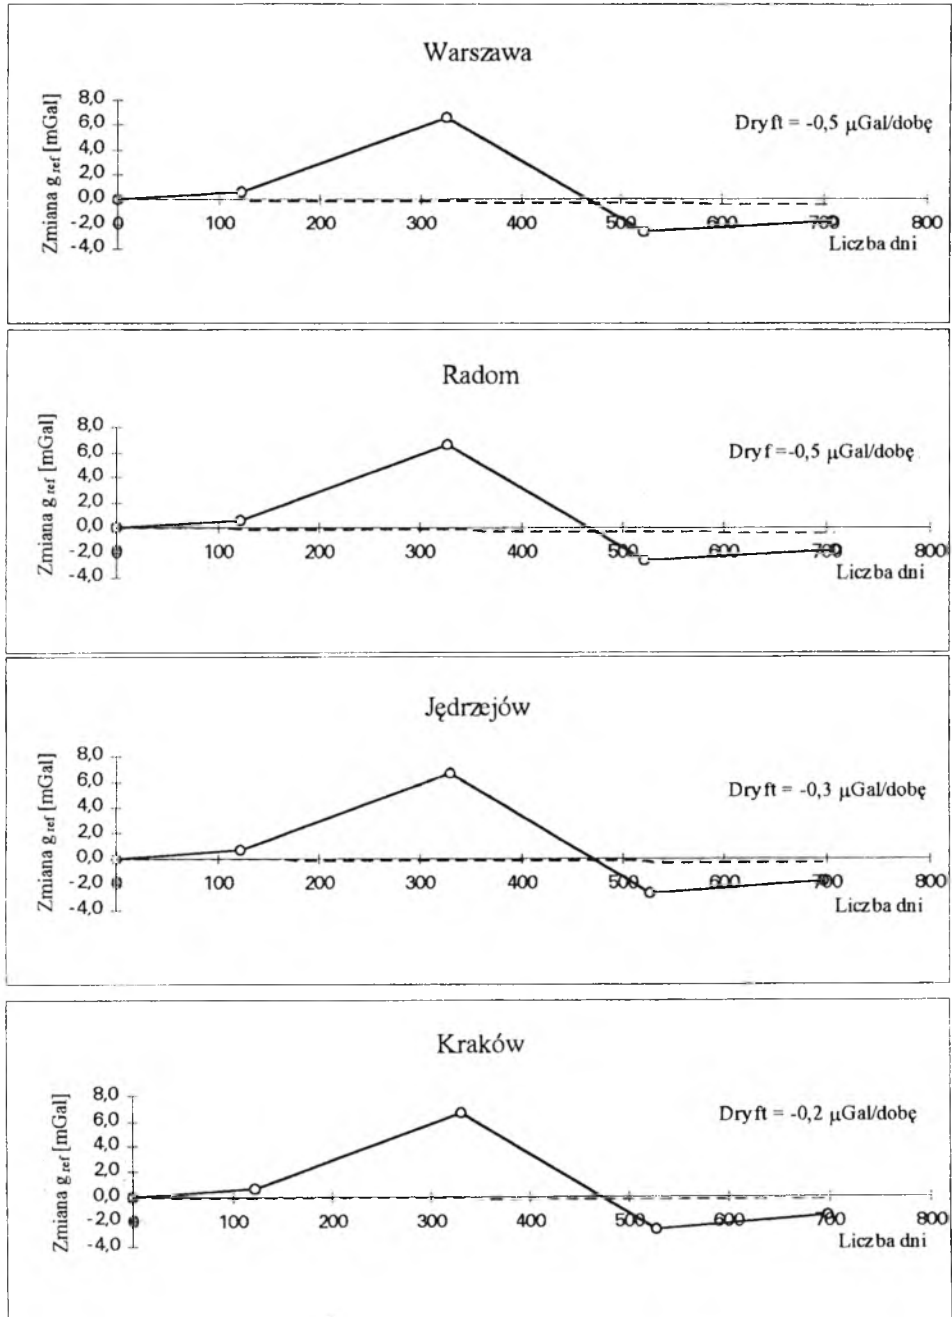 Warszawa
Zmiana g ref [mGal]
8,0
6,0
4,0
2,0
0,0
-2,0
-4,0
Dryft = -0,5 µGal/dobę
0 100 200 300 400 500 600 700 800
Liczba dni
Radom
Zmiana g ref [mGal]
8,0
6,0
4,0
2,0
0,0
-2,0
-4,0
Dryf =-0,5 µGal/dobę
0 100 200 300 400 500 600 700 800
Liczba dni
Jędrzejów
Zmiana g ref [mGal]
8,0
6,0
4,0
2,0
0,0
-2,0
-4,0
Dryft = -0,3 µGal/dobę
0 100 200 300 400 500 600 700 800
Liczba dni
Kraków
Zmiana g ref [mGal]
8,0
6,0
4,0
2,0
0,0
-2,0
-4,0
Dryft = -0,2 µGal/dobę
0 100 200 300 400 500 600 700 800
Liczba dni